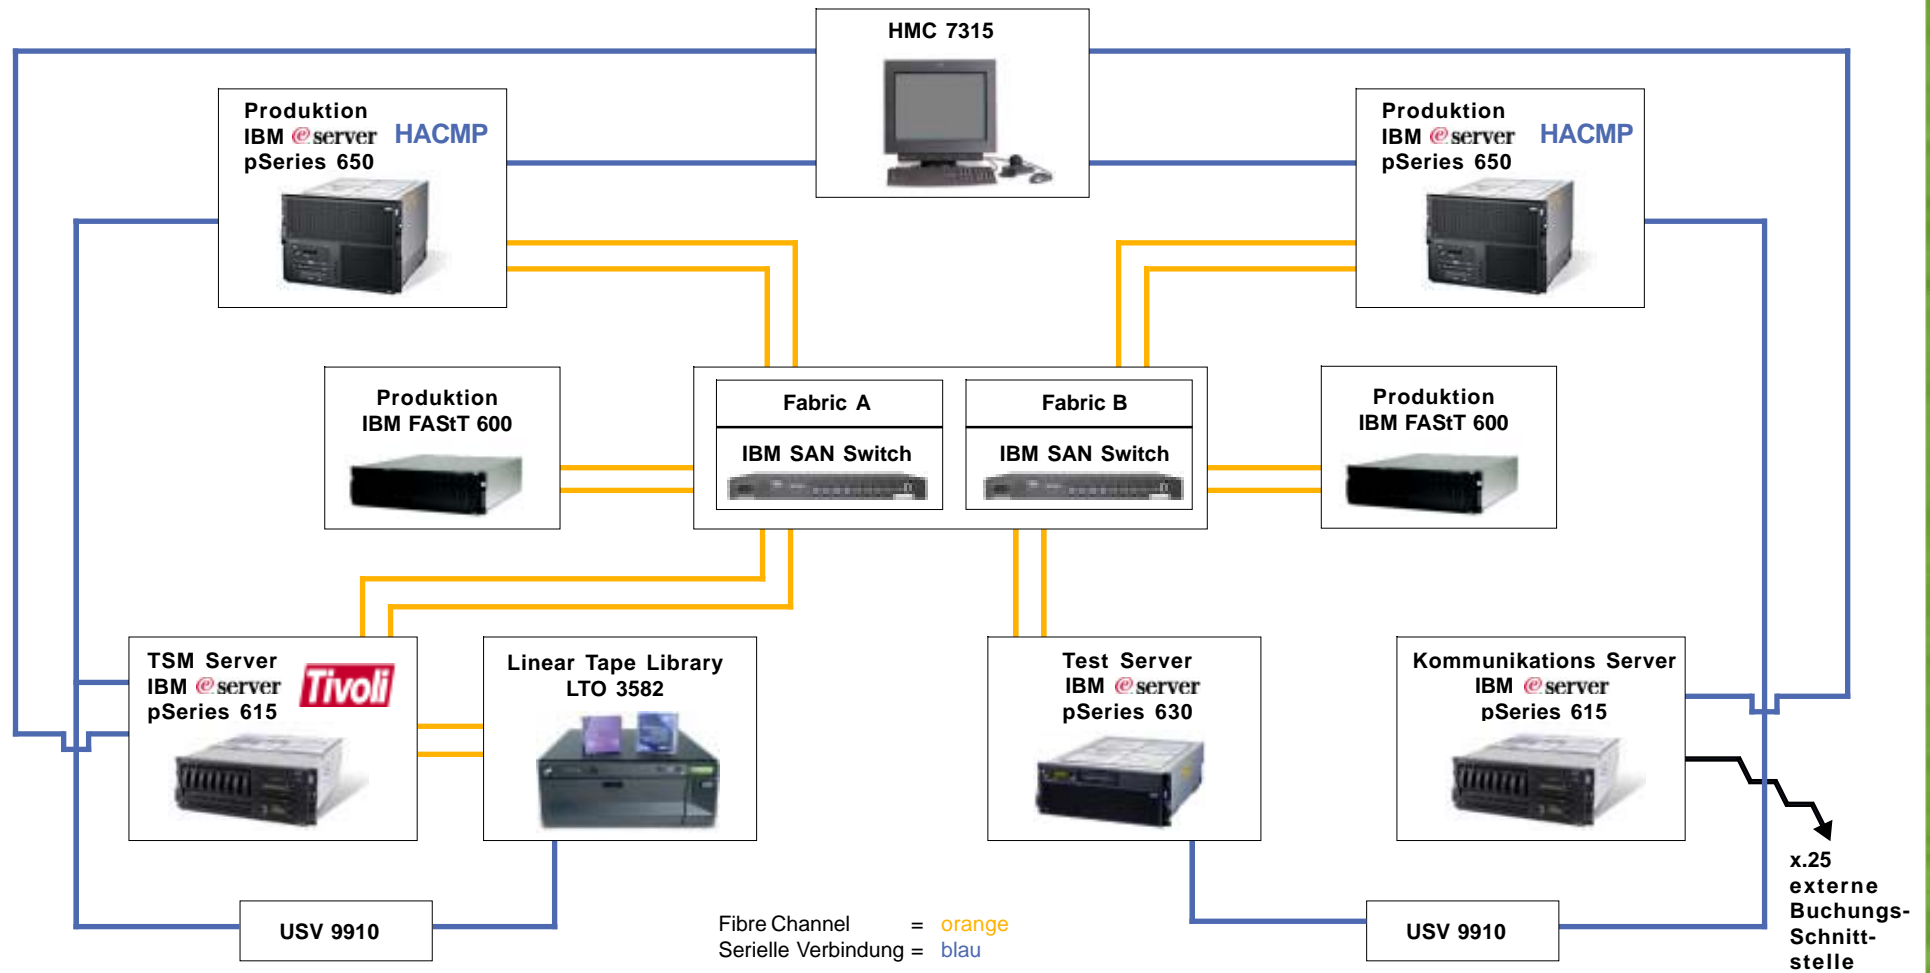 HMC 7315
Produktion
IBM eserver HACMP
pSeries 650
Produktion
IBM eserver HACMP
pSeries 650
Produktion
IBM FAStT 600
Fabric A
IBM SAN Switch
Fabric B
IBM SAN Switch
Produktion
IBM FAStT 600
TSM Server
IBM eserver
pSeries 615
Tivoli
Linear Tape Library
LTO 3582
Test Server
IBM eserver
pSeries 630
Kommunikations Server
IBM eserver
pSeries 615
x.25
externe
Buchungs-
Schnitt-
stelle
USV 9910
Fibre Channel = orange
Serielle Verbindung = blau
USV 9910